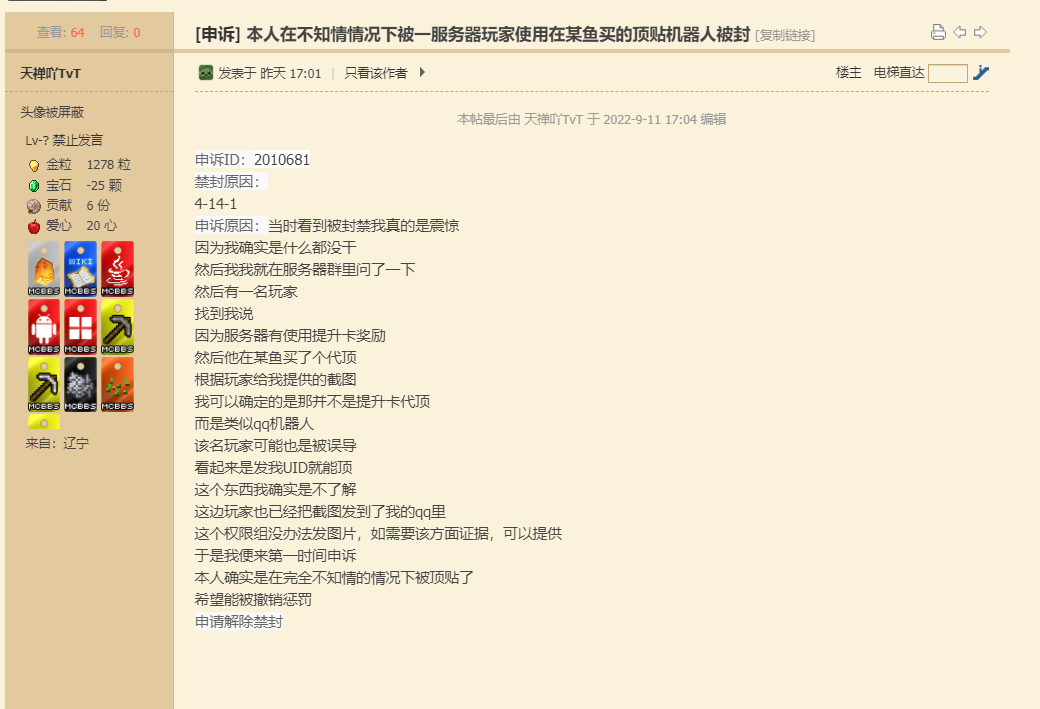 查看: 64 回复: 0
[申诉] 本人在不知情情况下被一服务器玩家使用在某鱼买的顶贴机器人被封 [复制链接]
天禅吖TvT
发表于 昨天 17:01 | 只看该作者
楼主 电梯直达
头像被屏蔽
Lv-? 禁止发言
金粒 1278 粒
宝石 -25 颗
贡献 6 份
爱心 20 心
WIKI
MCBBS MCBBS MCBBS
MCBBS MCBBS MCBBS
MCBBS MCBBS MCBBS
来自: 辽宁
本帖最后由 天禅吖TvT 于 2022-9-11 17:04 编辑
申诉ID：2010681
禁封原因：
4-14-1
申诉原因：当时看到被封禁我真的是震惊
因为我确实是什么都没干
然后我我就在服务器群里问了一下
然后有一名玩家
找到我说
因为服务器有使用提升卡奖励
然后他在某鱼买了个代顶
根据玩家给我提供的截图
我可以确定的是那并不是提升卡代顶
而是类似qq机器人
该名玩家可能也是被误导
看起来是发我UID就能顶
这个东西我确实是不了解
这边玩家也已经把截图发到了我的qq里
这个权限组没办法发图片，如需要该方面证据，可以提供
于是我便来第一时间申诉
本人确实是在完全不知情的情况下被顶贴了
希望能被撤销惩罚
申请解除禁封